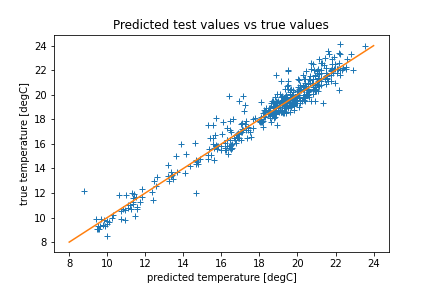 Predicted test values vs true values
true temperature [degC]
24
22
20
18
16
14
12
10
8
8 10 12 14 16 18 20 22 24
predicted temperature [degC]